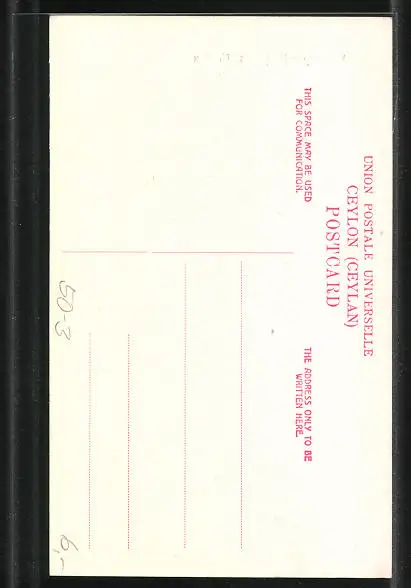 UNION POSTALE UNIVERSELLE
CEYLON (CEYLAN)
POSTCARD
THIS SPACE MAY BE USED
FOR COMMUNICATION.
THE ADDRESS ONLY TO BE
WRITTEN HERE.
50-3
6,-